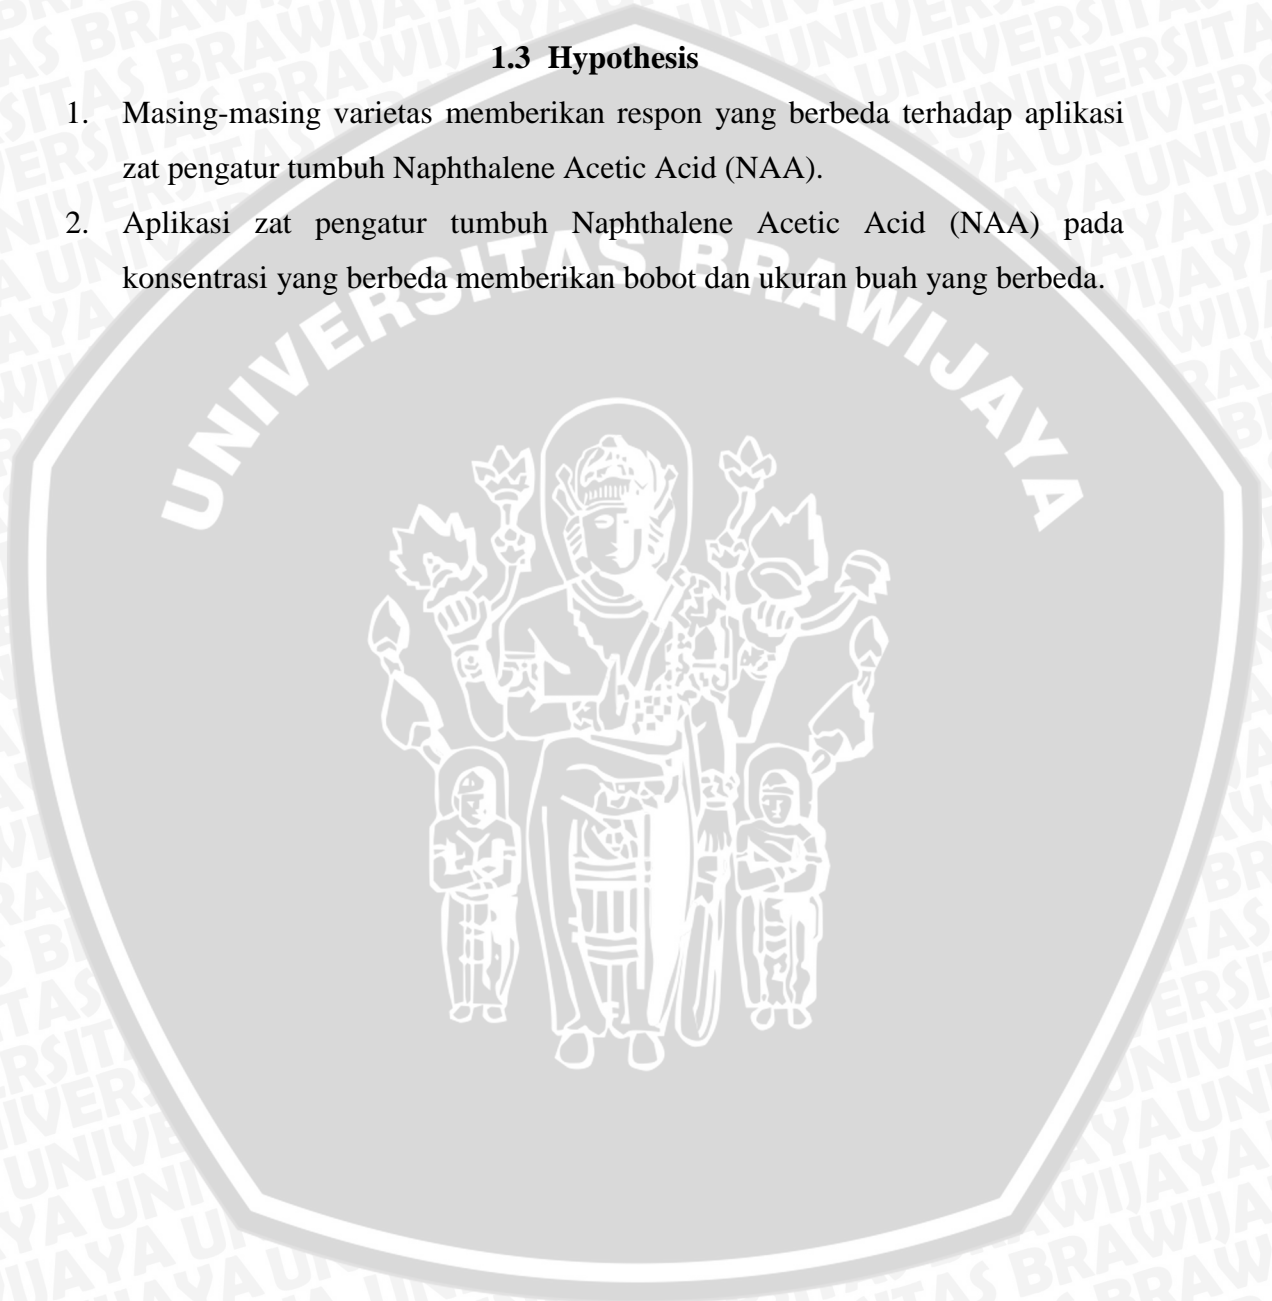 1.3 Hypothesis
1. Masing-masing varietas memberikan respon yang berbeda terhadap aplikasi
zat pengatur tumbuh Naphthalene Acetic Acid (NAA).
2. Aplikasi zat pengatur tumbuh Naphthalene Acetic Acid (NAA) pada
konsentrasi yang berbeda memberikan bobot dan ukuran buah yang berbeda.
UNIVERSITAS BRAWIJAYA